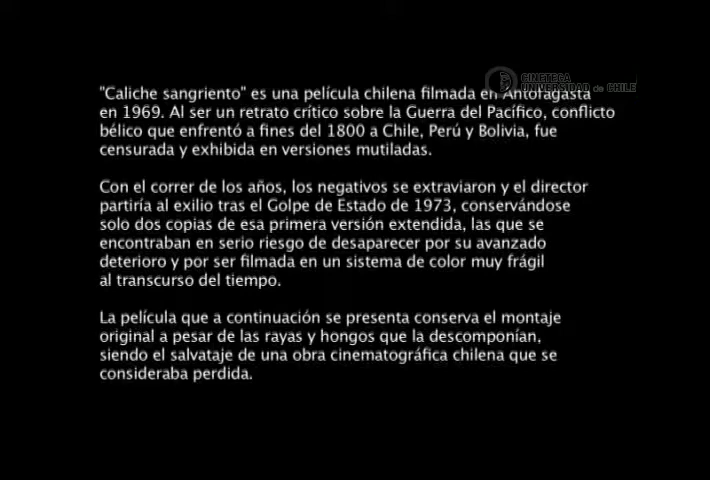 CINETECA
UNIVERSIDAD de CHILE
"Caliche sangriento" es una película chilena filmada en Antofagasta
en 1969. Al ser un retrato crítico sobre la Guerra del Pacífico, conflicto
bélico que enfrentó a fines del 1800 a Chile, Perú y Bolivia, fue
censurada y exhibida en versiones mutiladas.
Con el correr de los años, los negativos se extraviaron y el director
partiría al exilio tras el Golpe de Estado de 1973, conservándose
solo dos copias de esa primera versión extendida, las que se
encontraban en serio riesgo de desaparecer por su avanzado
deterioro y por ser filmada en un sistema de color muy frágil
al transcurso del tiempo.
La película que a continuación se presenta conserva el montaje
original a pesar de las rayas y hongos que la descomponían,
siendo el salvataje de una obra cinematográfica chilena que se
consideraba perdida.